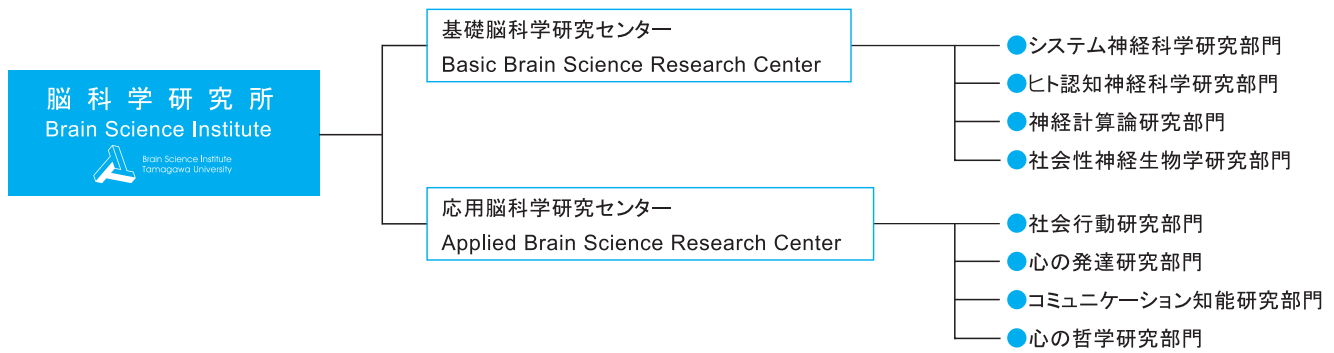 脳科学研究所
Brain Science Institute
Brain Science Institute
Tamagawa University
基礎脳科学研究センター
Basic Brain Science Research Center
●システム神経科学研究部門
●ヒト認知神経科学研究部門
●神経計算論研究部門
●社会性神経生物学研究部門
応用脳科学研究センター
Applied Brain Science Research Center
●社会行動研究部門
●心の発達研究部門
●コミュニケーション知能研究部門
●心の哲学研究部門